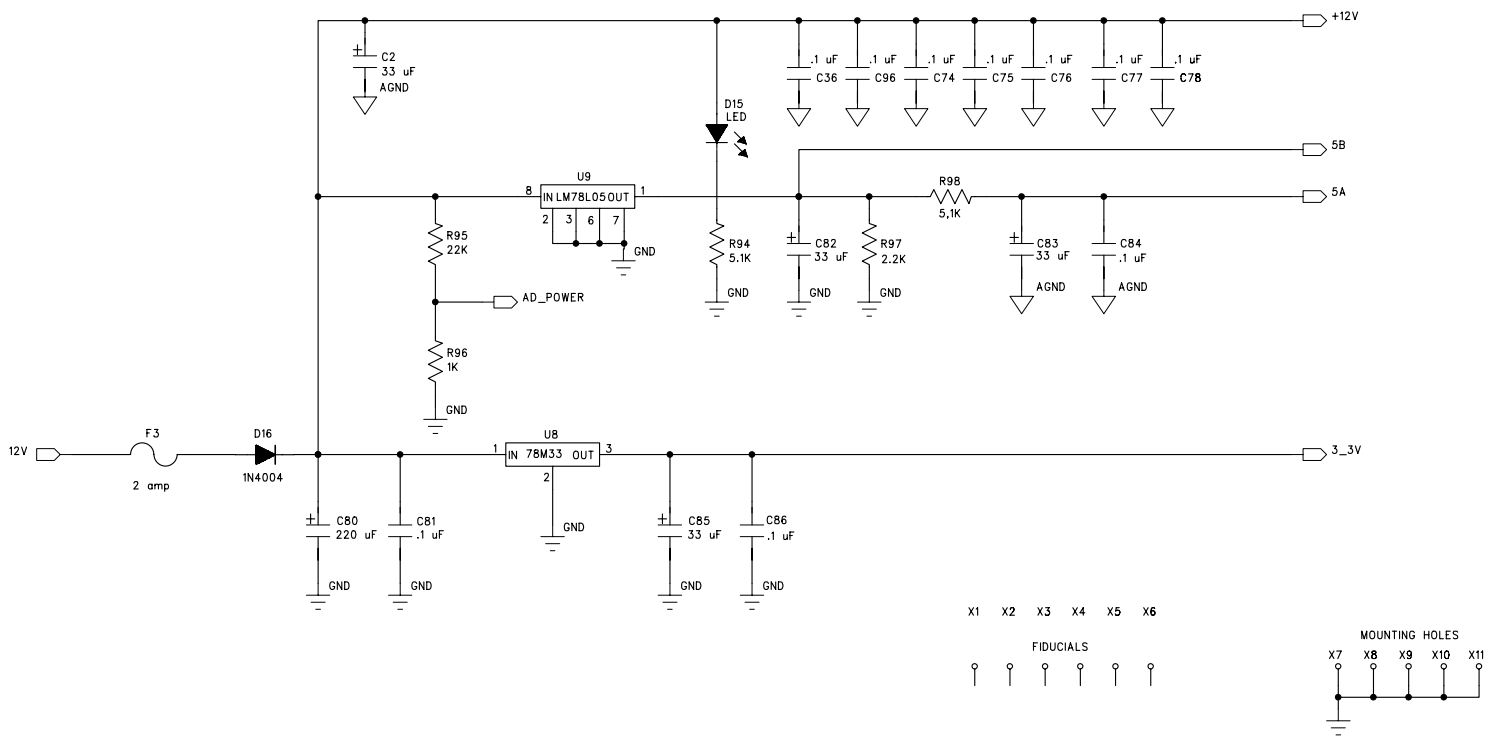 +12V
C2
33 uF
AGND
.1 uF
C36
.1 uF
C96
.1 uF
C74
.1 uF
C75
.1 uF
C76
.1 uF
C77
.1 uF
C78
D15
LED
5B
U9
8
IN LM78L05 OUT
1
2
3
6
7
GND
R98
5,1K
5A
R95
22K
R94
5.1K
GND
C82
33 uF
GND
R97
2.2K
GND
C83
33 uF
AGND
C84
.1 uF
AGND
AD_POWER
R96
1K
GND
12V
F3
2 amp
D16
1N4004
U8
1
IN 78M33 OUT
3
2
GND
3_3V
C80
220 uF
GND
C81
.1 uF
GND
C85
33 uF
GND
C86
.1 uF
GND
X1 X2 X3 X4 X5 X6
FIDUCIALS
MOUNTING HOLES
X7 X8 X9 X10 X11